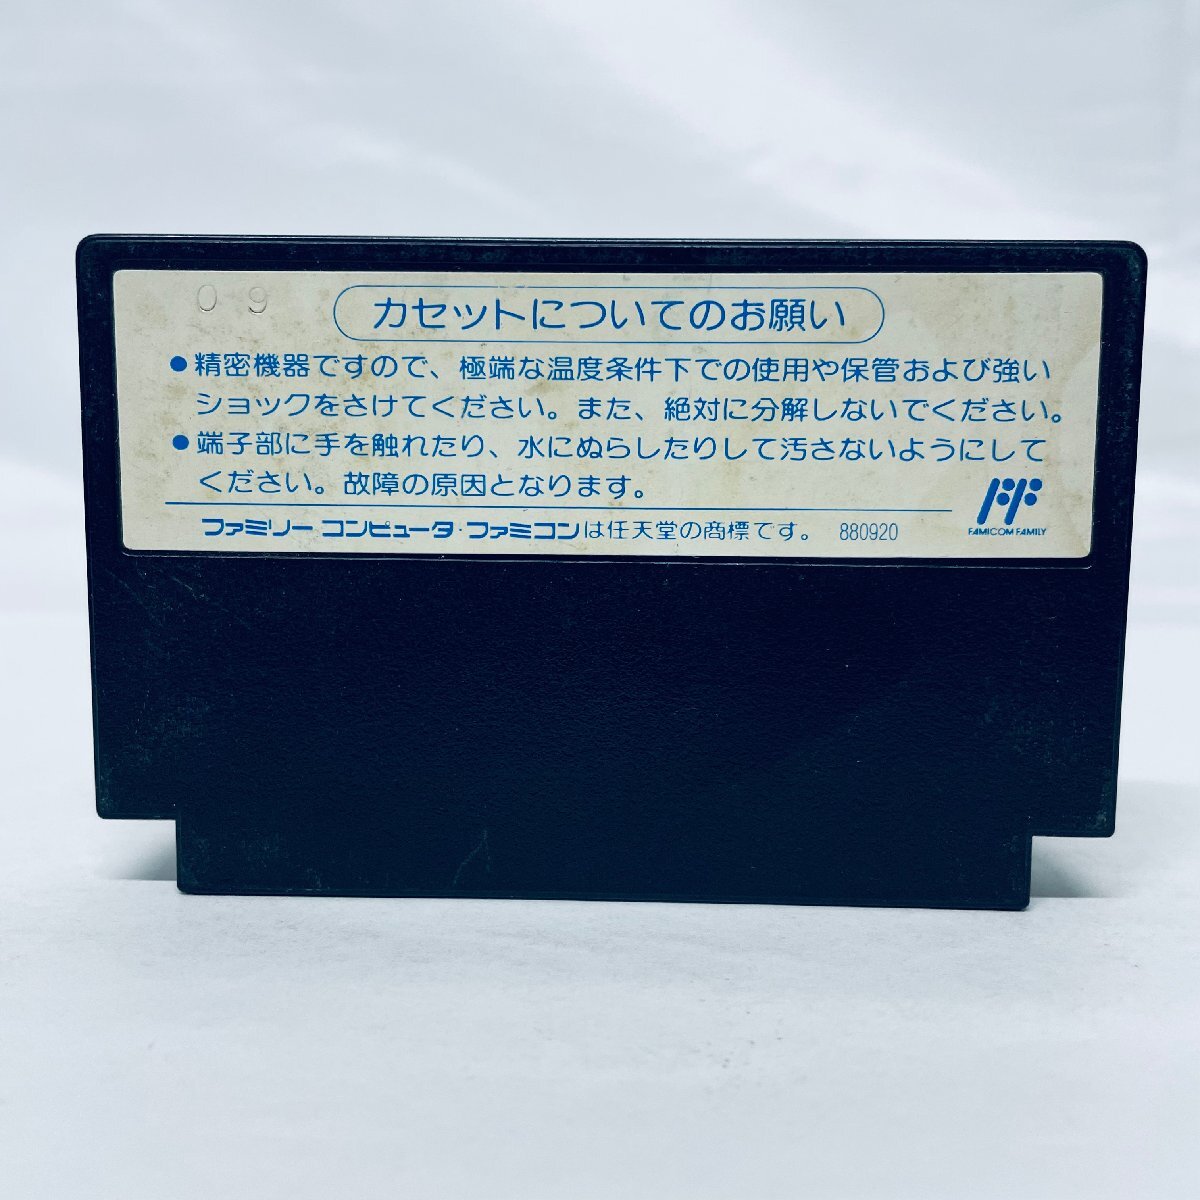 09
カセットについてのお願い
●精密機器ですので、極端な温度条件下での使用や保管および強い
ショックをさけてください。また、絶対に分解しないでください。
●端子部に手を触れたり、水にぬらしたりして汚さないようにして
ください。故障の原因となります。
ファミリーコンピュータ・ファミコンは任天堂の商標です。 880920
FAMICOM FAMILY